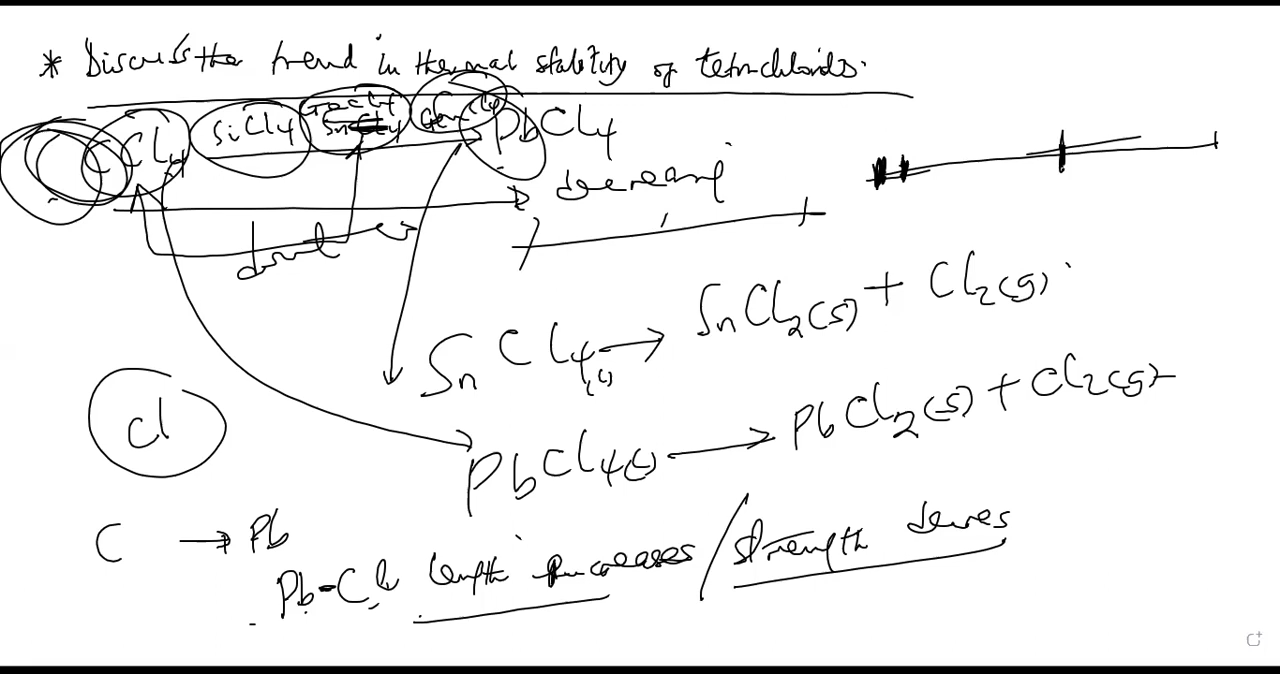 * Discuss the trend in thermal stability of tetrachlorides.
CCl4 SiCl4 GeCl4 SnCl4 PbCl4
decreasing
SnCl4(l) → SnCl2(s) + Cl2(g)
Cl
PbCl4(l) → PbCl2(s) + Cl2(g)
C → Pb
Pb-Cl length increases / strength